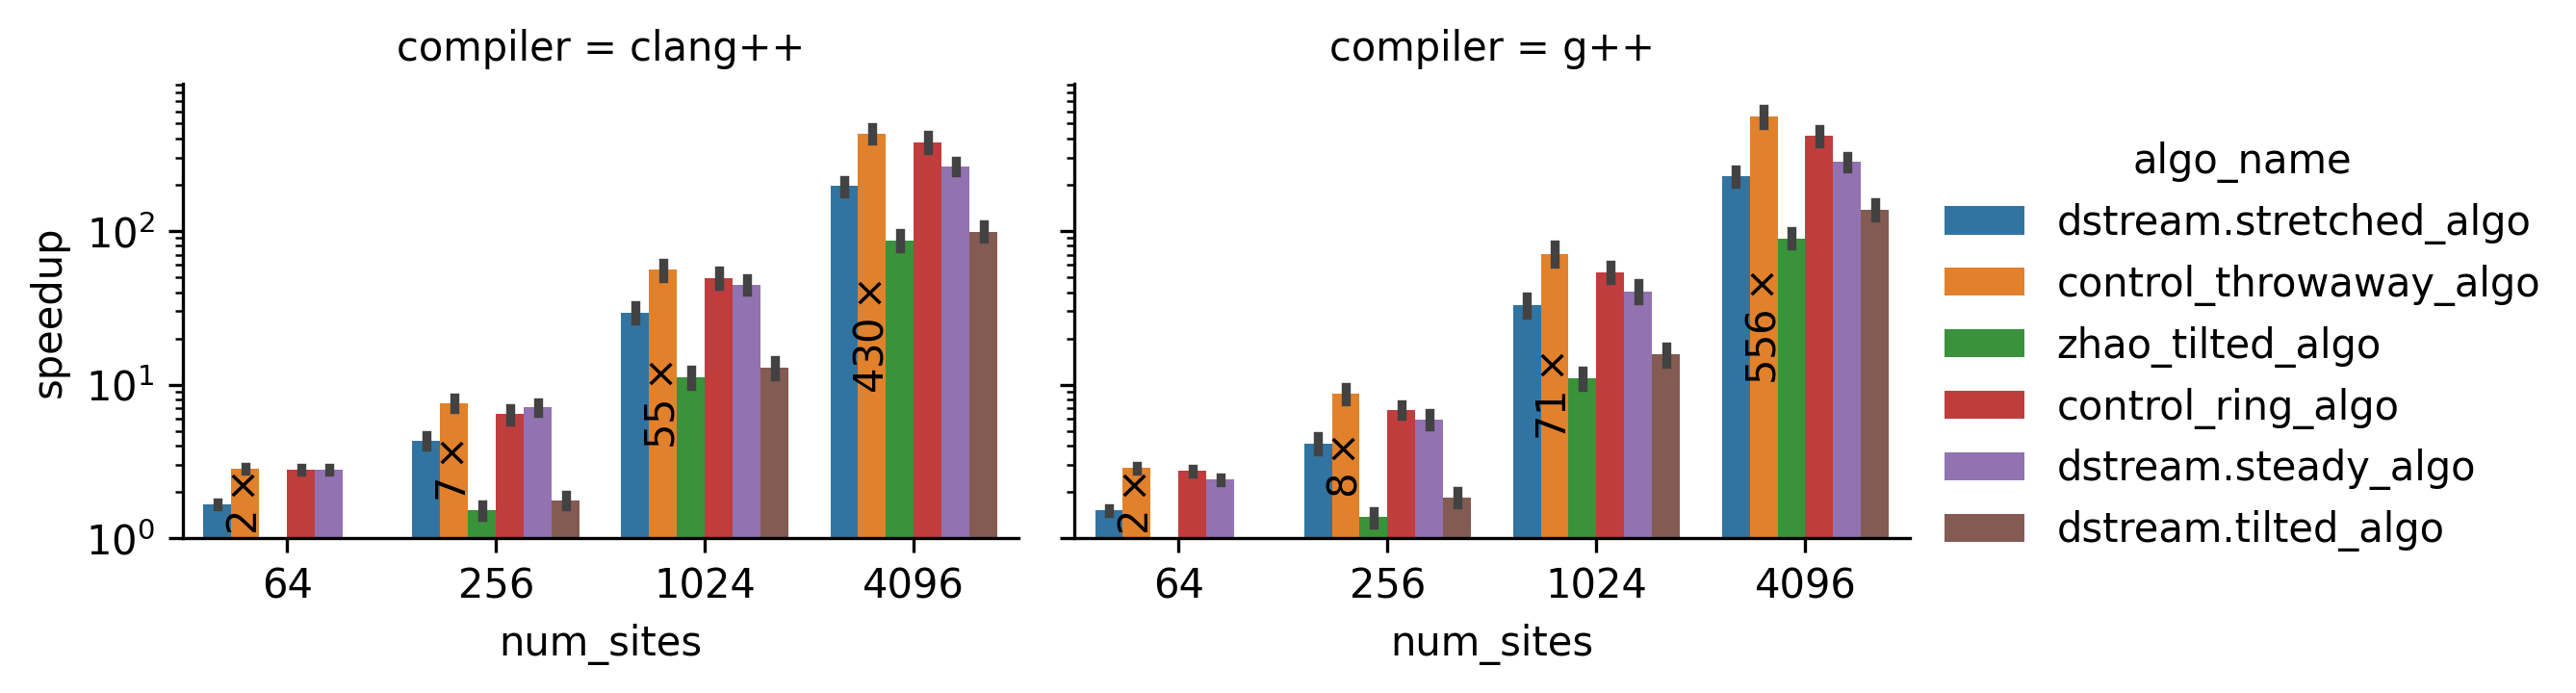 compiler = clang++
compiler = g++
speedup
10²
10¹
10⁰
2×
7×
55×
430×
64
256
1024
4096
num_sites
2×
8×
71×
556×
64
256
1024
4096
num_sites
algo_name
dstream.stretched_algo
control_throwaway_algo
zhao_tilted_algo
control_ring_algo
dstream.steady_algo
dstream.tilted_algo